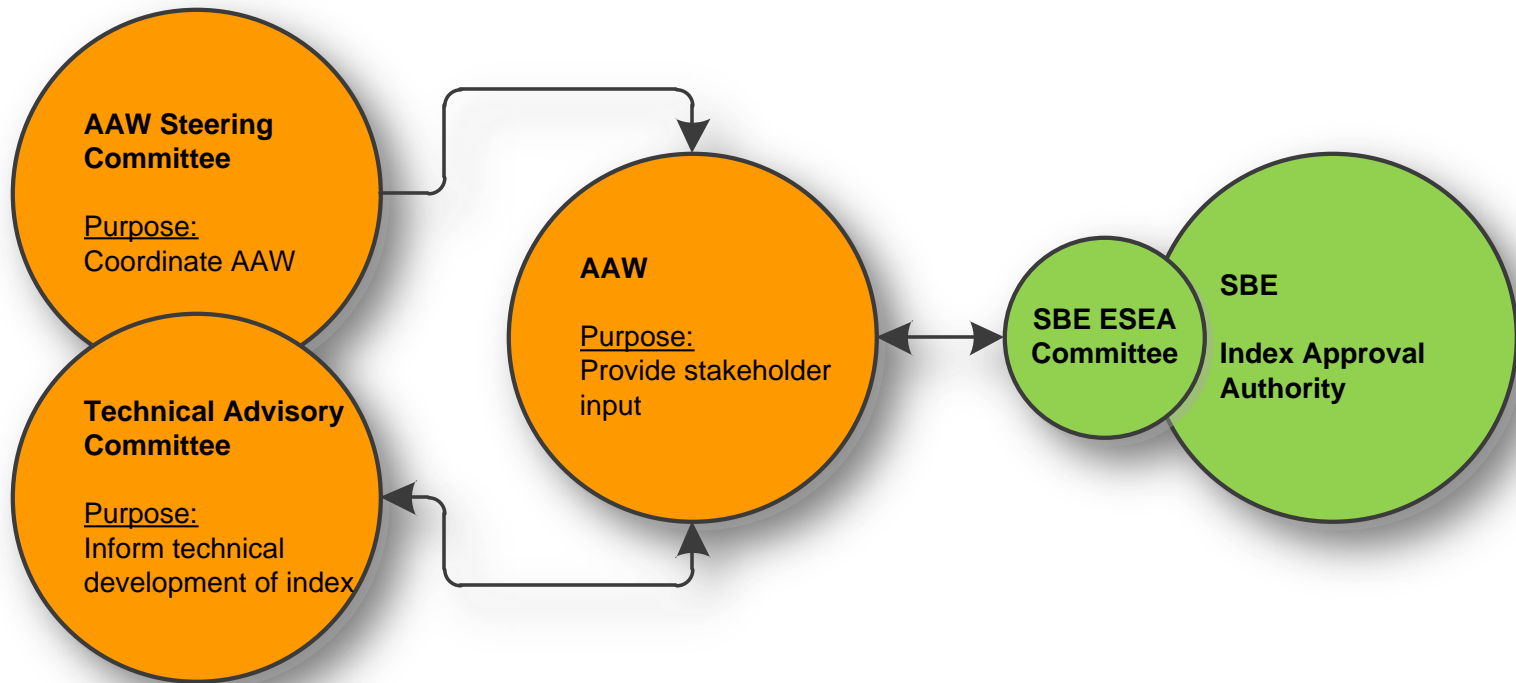 AAW Steering
Committee
Purpose:
Coordinate AAW
Technical Advisory
Committee
Purpose:
Inform technical
development of index
AAW
Purpose:
Provide stakeholder
input
SBE ESEA
Committee
SBE
Index Approval
Authority